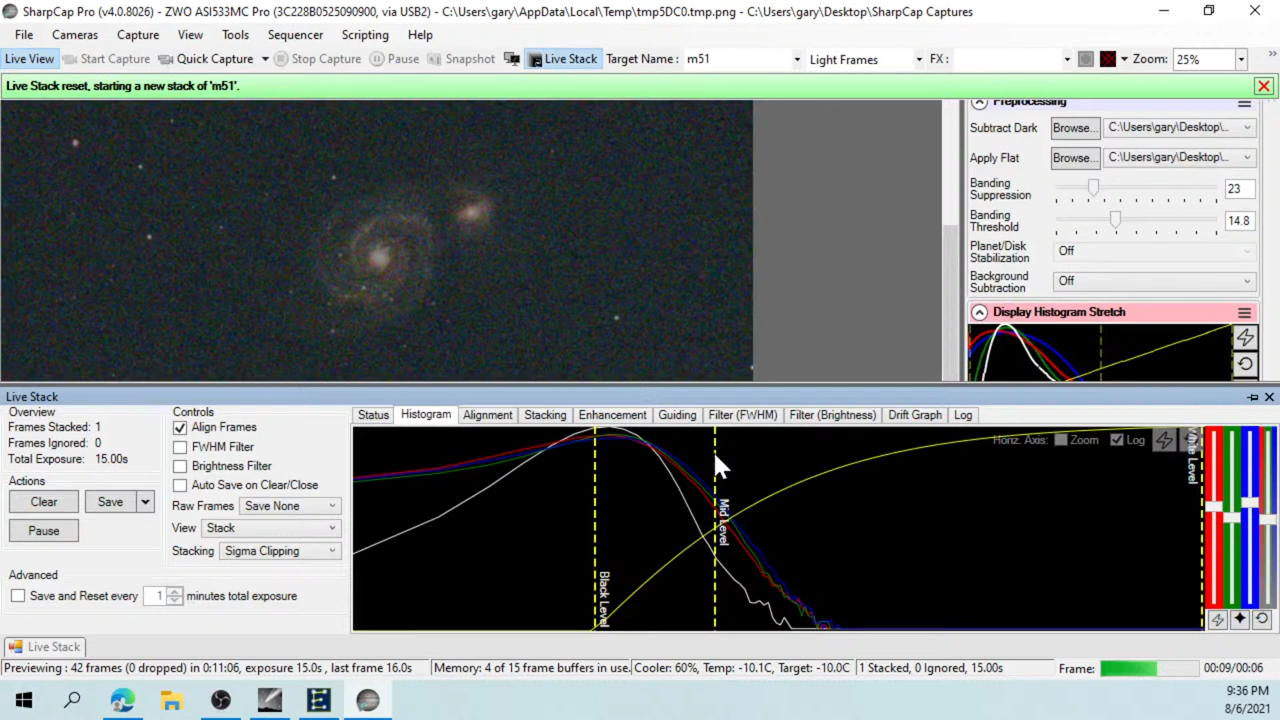 SharpCap Pro (v4.0.8026) - ZWO ASI533MC Pro (3C228B0525090900, via USB2) - C:\Users\gary\AppData\Local\Temp\tmp5DC0.tmp.png - C:\Users\gary\Desktop\SharpCap Captures
File Cameras Capture View Tools Sequencer Scripting Help
Live View Start Capture Quick Capture Stop Capture Pause Snapshot Live Stack Target Name : m51 Light Frames FX : Zoom: 25%
Live Stack reset, starting a new stack of 'm51'.
Preprocessing
Subtract Dark Browse... C:\Users\gary\Desktop\...
Apply Flat Browse... C:\Users\gary\Desktop\...
Banding Suppression 23
Banding Threshold 14.8
Planet/Disk Stabilization Off
Background Subtraction Off
Display Histogram Stretch
Live Stack
Overview
Frames Stacked: 1
Frames Ignored: 0
Total Exposure: 15.00s
Actions
Clear Save
Pause
Controls
Align Frames
FWHM Filter
Brightness Filter
Auto Save on Clear/Close
Raw Frames Save None
View Stack
Stacking Sigma Clipping
Advanced
Save and Reset every 1 minutes total exposure
Status Histogram Alignment Stacking Enhancement Guiding Filter (FWHM) Filter (Brightness) Drift Graph Log
Horiz. Axis: Zoom Log
Black Level
Mid Level
White Level
Live Stack
Previewing : 42 frames (0 dropped) in 0:11:06, exposure 15.0s , last frame 16.0s Memory: 4 of 15 frame buffers in use. Cooler: 60%, Temp: -10.1C, Target: -10.0C 1 Stacked, 0 Ignored, 15.00s Frame: 00:09/00:06
9:36 PM
8/6/2021